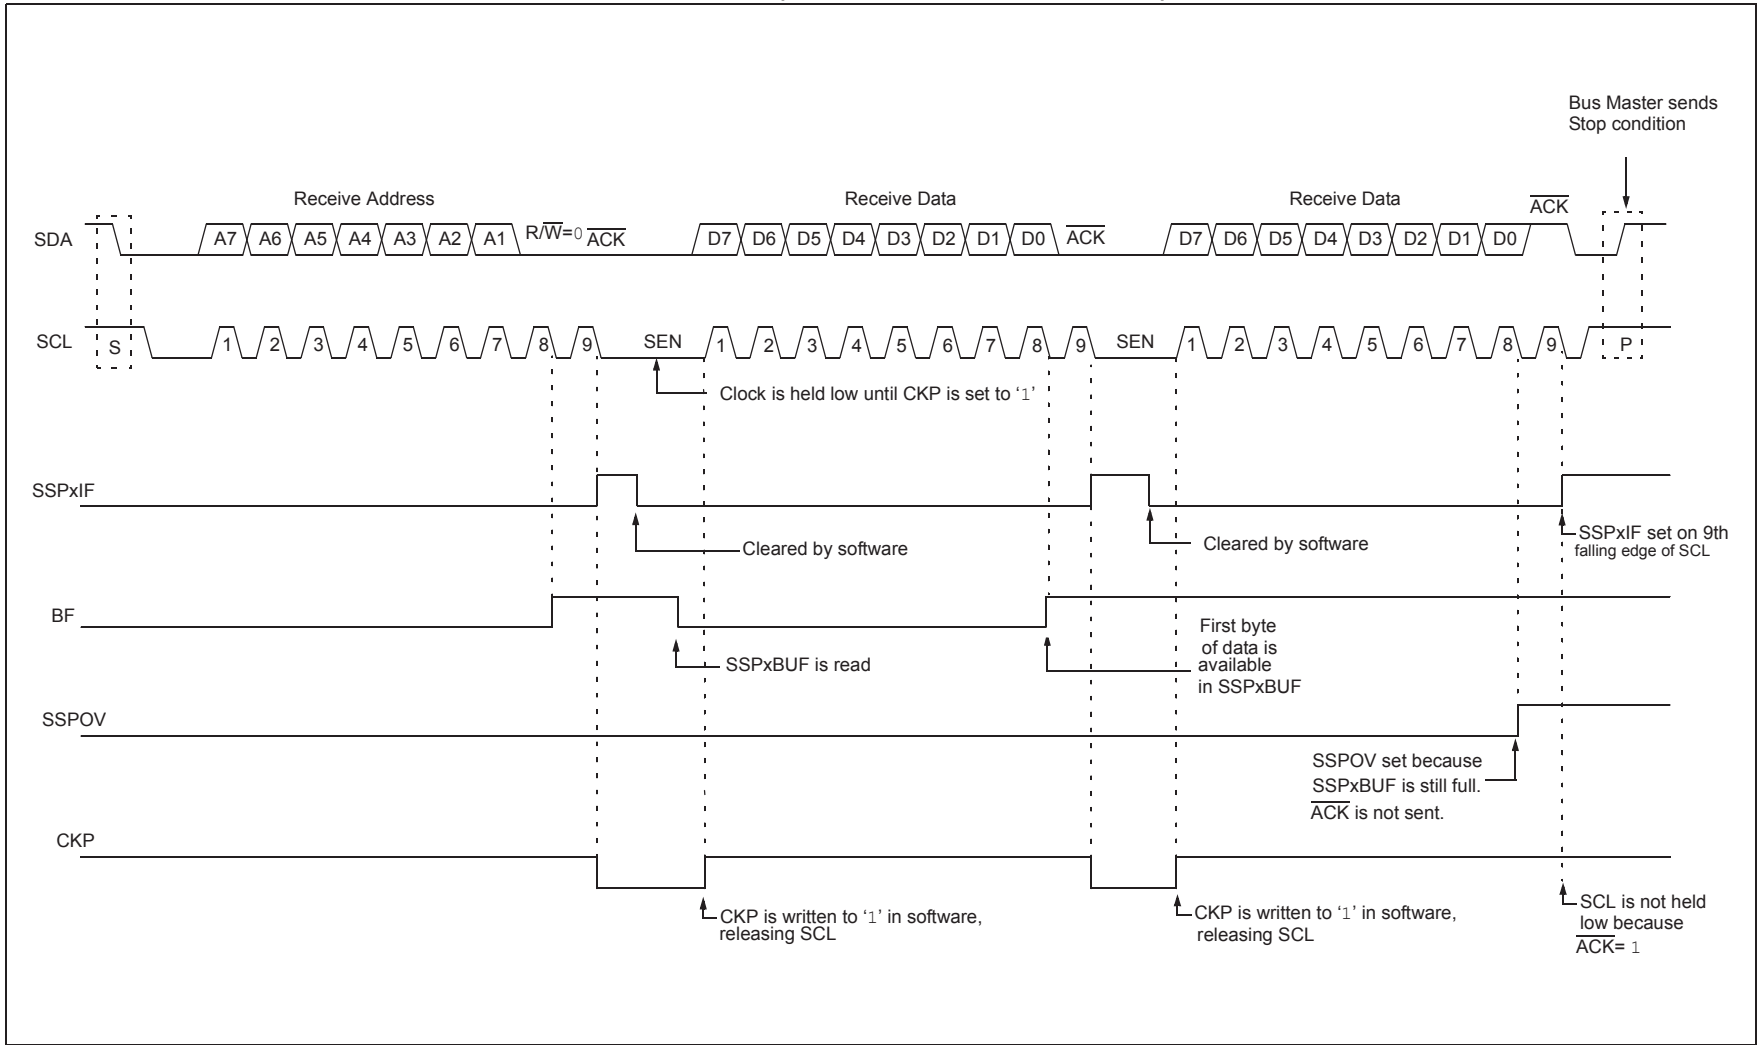 Bus Master sends
Stop condition
Receive Address
Receive Data
Receive Data
ACK
SDA
A7 A6 A5 A4 A3 A2 A1 R/W=0 ACK
D7 D6 D5 D4 D3 D2 D1 D0 ACK
D7 D6 D5 D4 D3 D2 D1 D0
SCL
S 1 2 3 4 5 6 7 8 9 SEN 1 2 3 4 5 6 7 8 9 SEN 1 2 3 4 5 6 7 8 9 P
Clock is held low until CKP is set to ‘1’
SSPxIF
Cleared by software
Cleared by software
SSPxIF set on 9th
falling edge of SCL
BF
SSPxBUF is read
First byte
of data is
available
in SSPxBUF
SSPOV
SSPOV set because
SSPxBUF is still full.
ACK is not sent.
CKP
CKP is written to ‘1’ in software,
releasing SCL
CKP is written to ‘1’ in software,
releasing SCL
SCL is not held
low because
ACK= 1